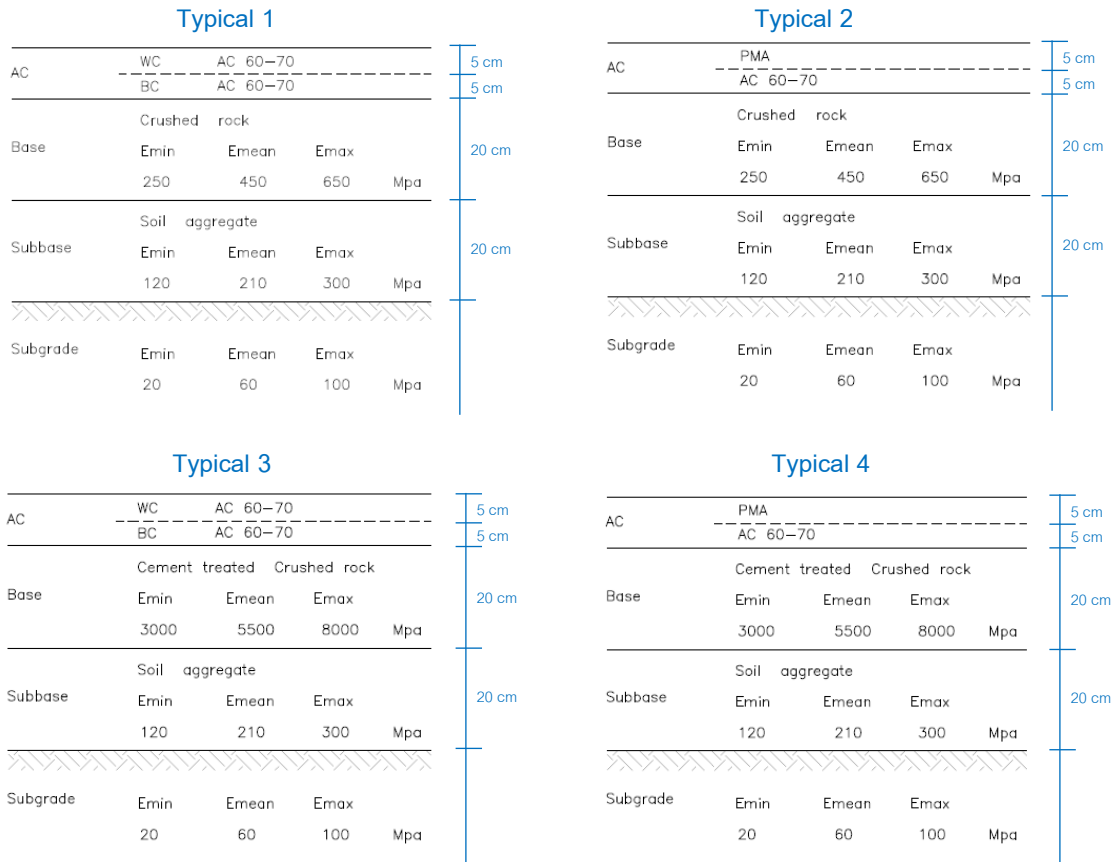 Typical 1
AC WC AC 60-70 5 cm
BC AC 60-70 5 cm
Crushed rock
Base Emin Emean Emax 20 cm
250 450 650 Mpa
Soil aggregate
Subbase Emin Emean Emax 20 cm
120 210 300 Mpa
Subgrade Emin Emean Emax
20 60 100 Mpa
Typical 2
AC PMA 5 cm
AC 60-70 5 cm
Crushed rock
Base Emin Emean Emax 20 cm
250 450 650 Mpa
Soil aggregate
Subbase Emin Emean Emax 20 cm
120 210 300 Mpa
Subgrade Emin Emean Emax
20 60 100 Mpa
Typical 3
AC WC AC 60-70 5 cm
BC AC 60-70 5 cm
Cement treated Crushed rock
Base Emin Emean Emax 20 cm
3000 5500 8000 Mpa
Soil aggregate
Subbase Emin Emean Emax 20 cm
120 210 300 Mpa
Subgrade Emin Emean Emax
20 60 100 Mpa
Typical 4
AC PMA 5 cm
AC 60-70 5 cm
Cement treated Crushed rock
Base Emin Emean Emax 20 cm
3000 5500 8000 Mpa
Soil aggregate
Subbase Emin Emean Emax 20 cm
120 210 300 Mpa
Subgrade Emin Emean Emax
20 60 100 Mpa